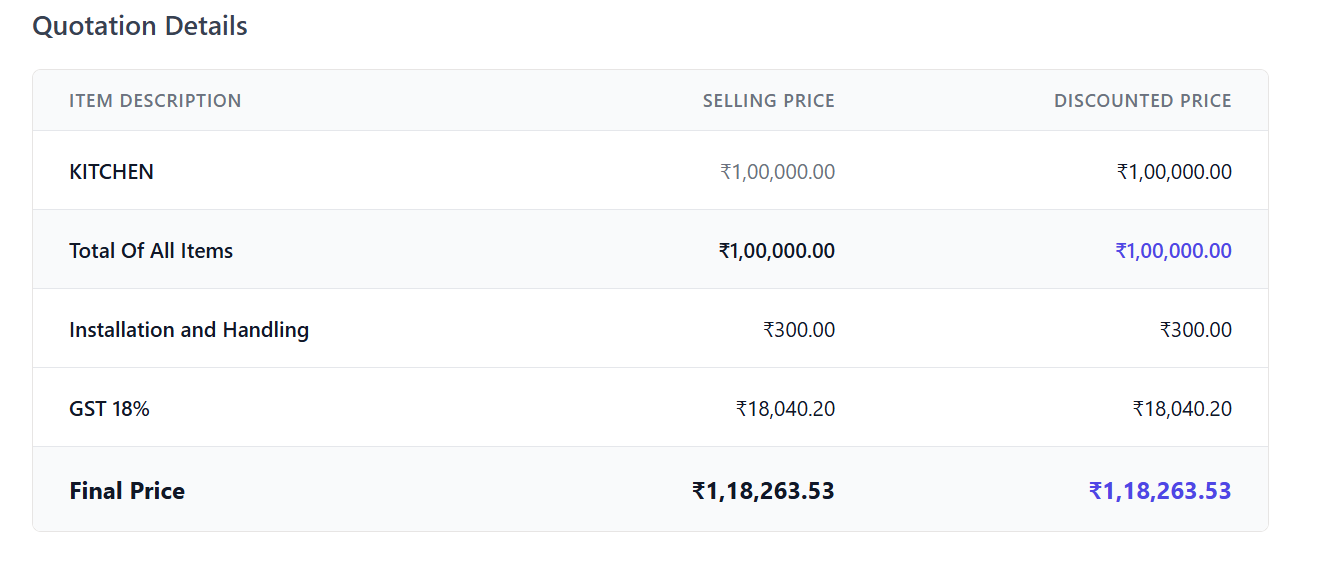 Quotation Details
ITEM DESCRIPTION SELLING PRICE DISCOUNTED PRICE
KITCHEN ₹1,00,000.00 ₹1,00,000.00
Total Of All Items ₹1,00,000.00 ₹1,00,000.00
Installation and Handling ₹300.00 ₹300.00
GST 18% ₹18,040.20 ₹18,040.20
Final Price ₹1,18,263.53 ₹1,18,263.53